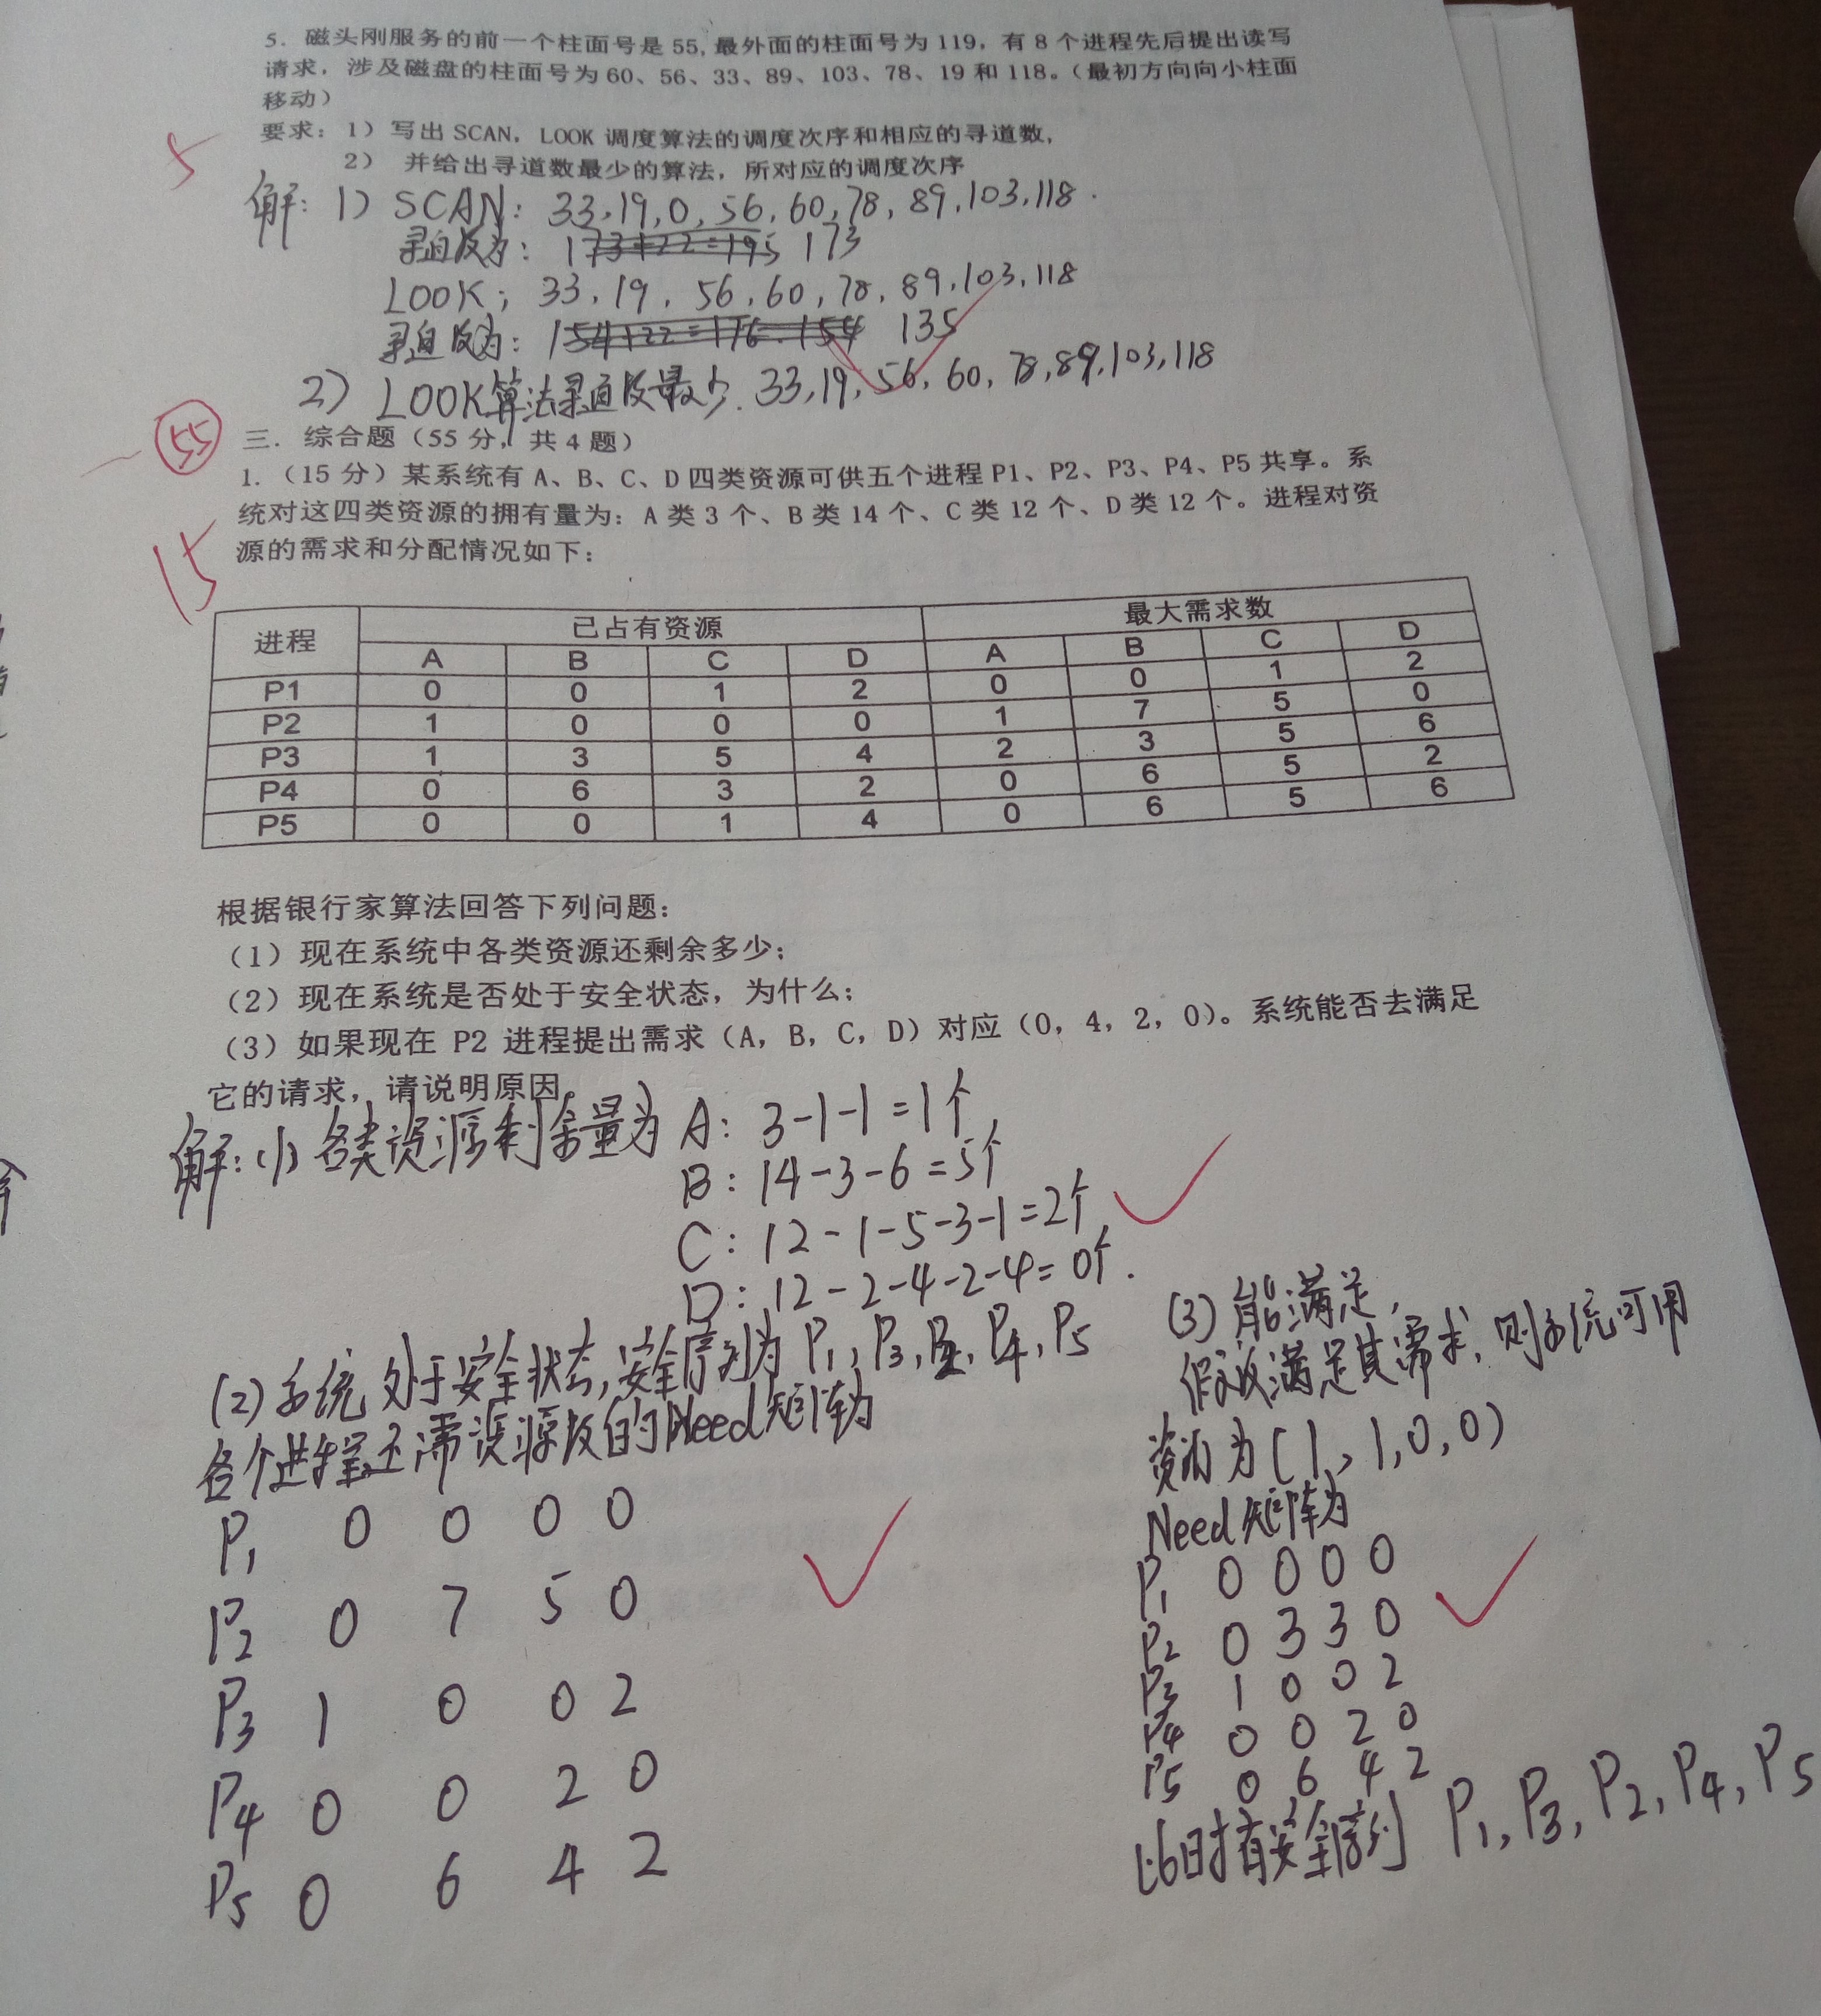 5. 磁头刚服务的前一个柱面号是 55, 最外面的柱面号为 119，有 8 个进程先后提出读写
请求，涉及磁盘的柱面号为 60、56、33、89、103、78、19 和 118。（最初方向向小柱面
移动）
要求：1）写出 SCAN，LOOK 调度算法的调度次序和相应的寻道数，
2） 并给出寻道数最少的算法，所对应的调度次序
5
解：1) SCAN：33,19,0,56,60,78,89,103,118.
寻道数为：173+22=195 173
LOOK；33,19,56,60,78,89,103,118
寻道数为：154+22=176 154 135
2) LOOK算法寻道数最少. 33,19,56,60,78,89,103,118
55
三. 综合题（55 分，共 4 题）
15
1.（15 分）某系统有 A、B、C、D 四类资源可供五个进程 P1、P2、P3、P4、P5 共享。系
统对这四类资源的拥有量为：A 类 3 个、B 类 14 个、C 类 12 个、D 类 12 个。进程对资
源的需求和分配情况如下：
进程 已占有资源 最大需求数
A B C D A B C D
P1 0 0 1 2 0 0 1 2
P2 1 0 0 0 1 7 5 0
P3 1 3 5 4 2 3 5 6
P4 0 6 3 2 0 6 5 2
P5 0 0 1 4 0 6 5 6
根据银行家算法回答下列问题：
（1）现在系统中各类资源还剩余多少；
（2）现在系统是否处于安全状态，为什么；
（3）如果现在 P2 进程提出需求（A，B，C，D）对应（0，4，2，0）。系统能否去满足
它的请求，请说明原因。
解：(1) 各类资源剩余量为 A：3-1-1=1个
B：14-3-6=5个
C：12-1-5-3-1=2个
D：12-2-4-2-4=0个.
(2) 系统处于安全状态,安全序列为 P1,P3,P2,P4,P5
各个进程还需资源数的Need矩阵为
P1 0 0 0 0
P2 0 7 5 0
P3 1 0 0 2
P4 0 0 2 0
P5 0 6 4 2
(3) 能满足,
假设满足其需求,则系统可用
资源为(1,1,0,0)
Need矩阵为
P1 0 0 0 0
P2 0 3 3 0
P3 1 0 0 2
P4 0 0 2 0
P5 0 6 4 2
此时有安全序列 P1,P3,P2,P4,P5